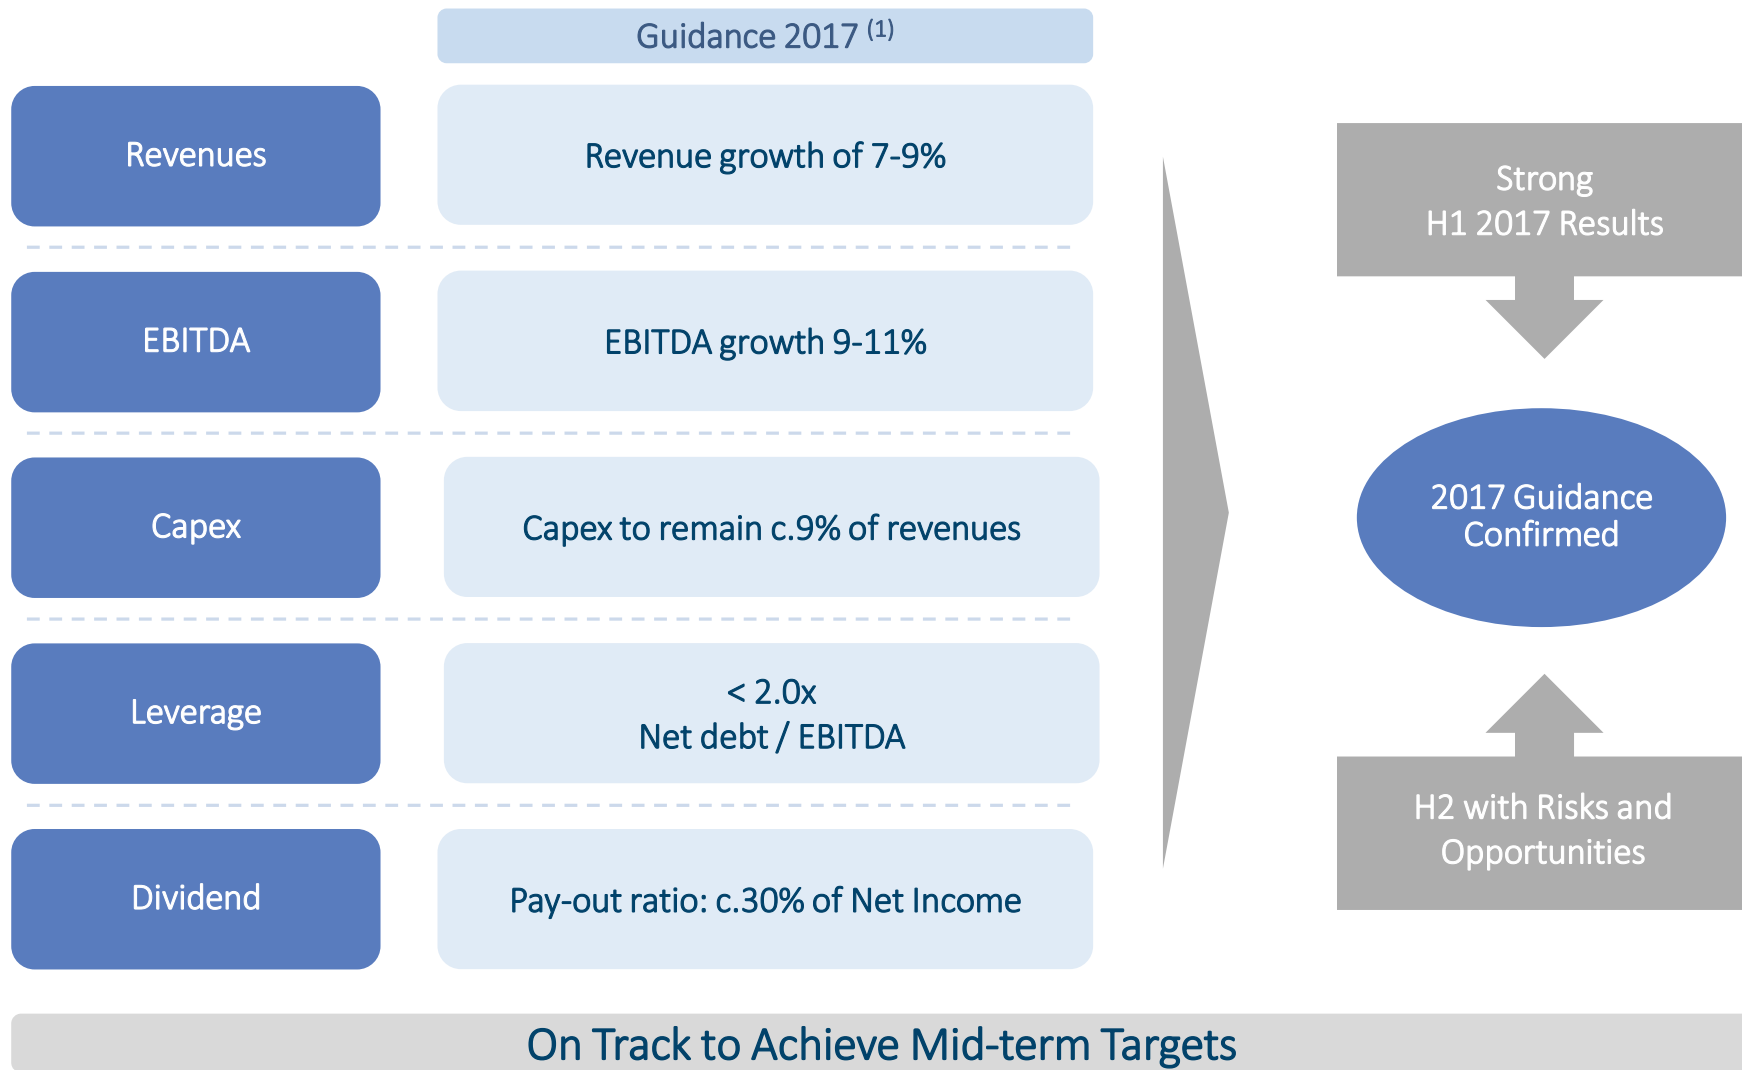 Guidance 2017 (1)
Revenues
Revenue growth of 7-9%
EBITDA
EBITDA growth 9-11%
Capex
Capex to remain c.9% of revenues
Leverage
< 2.0x
Net debt / EBITDA
Dividend
Pay-out ratio: c.30% of Net Income
Strong
H1 2017 Results
2017 Guidance
Confirmed
H2 with Risks and
Opportunities
On Track to Achieve Mid-term Targets